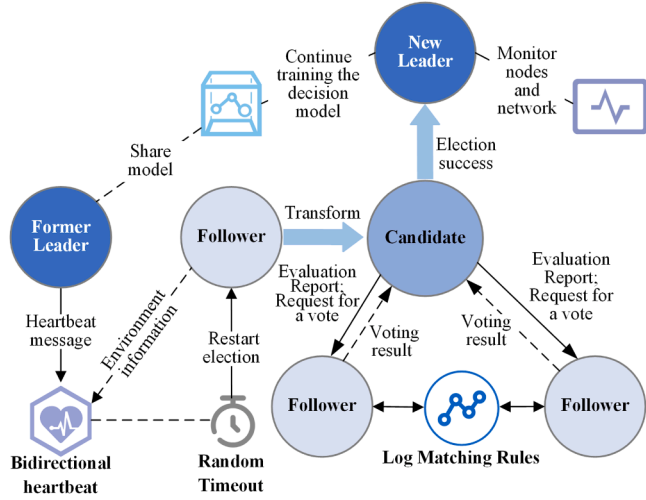 Continue
training the
decision
model
New
Leader
Monitor
nodes
and
network
Share
model
Election
success
Former
Leader
Follower
Transform
Candidate
Evaluation
Report;
Request for
a vote
Evaluation
Report;
Request for
a vote
Heartbeat
message
Environment
information
Restart
election
Voting
result
Voting
result
Follower
Follower
Bidirectional
heartbeat
Random
Timeout
Log Matching Rules